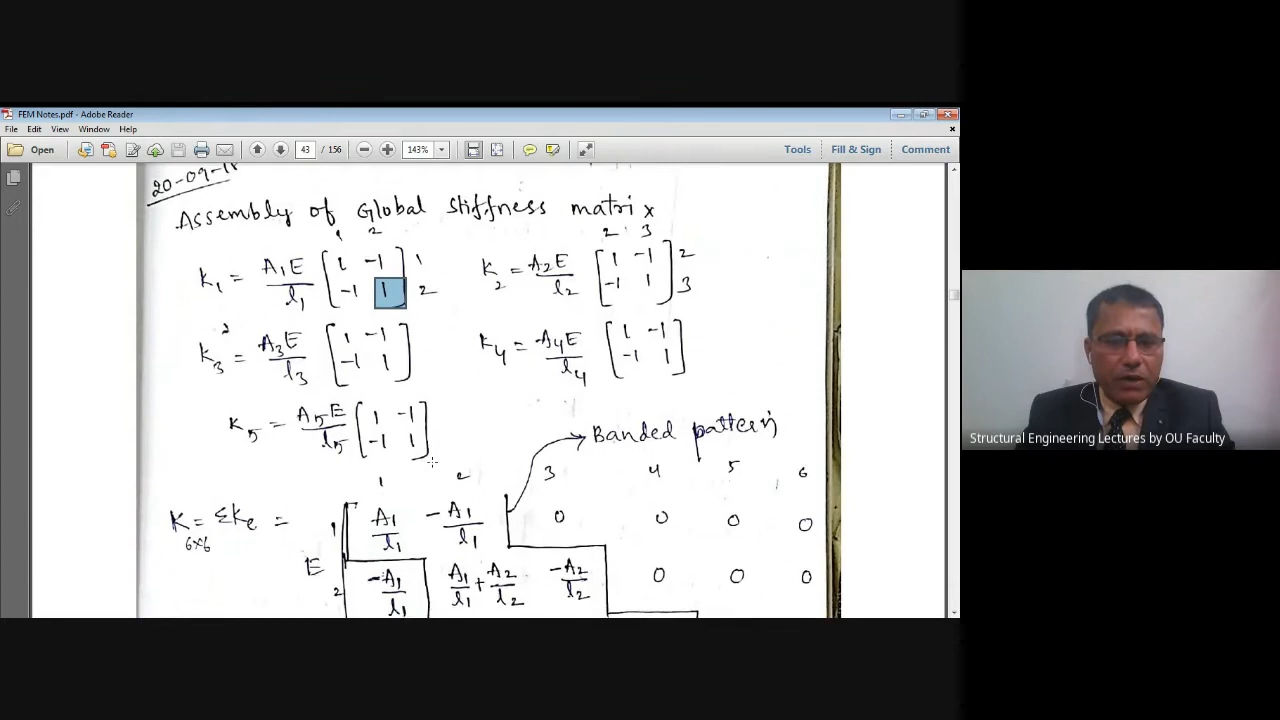 FEM Notes.pdf - Adobe Reader
File Edit View Window Help
Open 43 / 156 143% Tools Fill & Sign Comment
20-09-1
Assembly of Global stiffness matrix
1 2
2 3
K1 = A1E/l1 [1 -1; -1 1] 1 2
K2 = A2E/l2 [1 -1; -1 1] 2 3
2
K3 = A3E/l3 [1 -1; -1 1]
K4 = A4E/l4 [1 -1; -1 1]
K5 = A5E/l5 [1 -1; -1 1]
Banded pattern
1 2 3 4 5 6
K = ΣKe =
6x6
E
1 A1/l1 -A1/l1 0 0 0 0
2 -A1/l1 A1/l1 + A2/l2 -A2/l2 0 0 0
Structural Engineering Lectures by OU Faculty